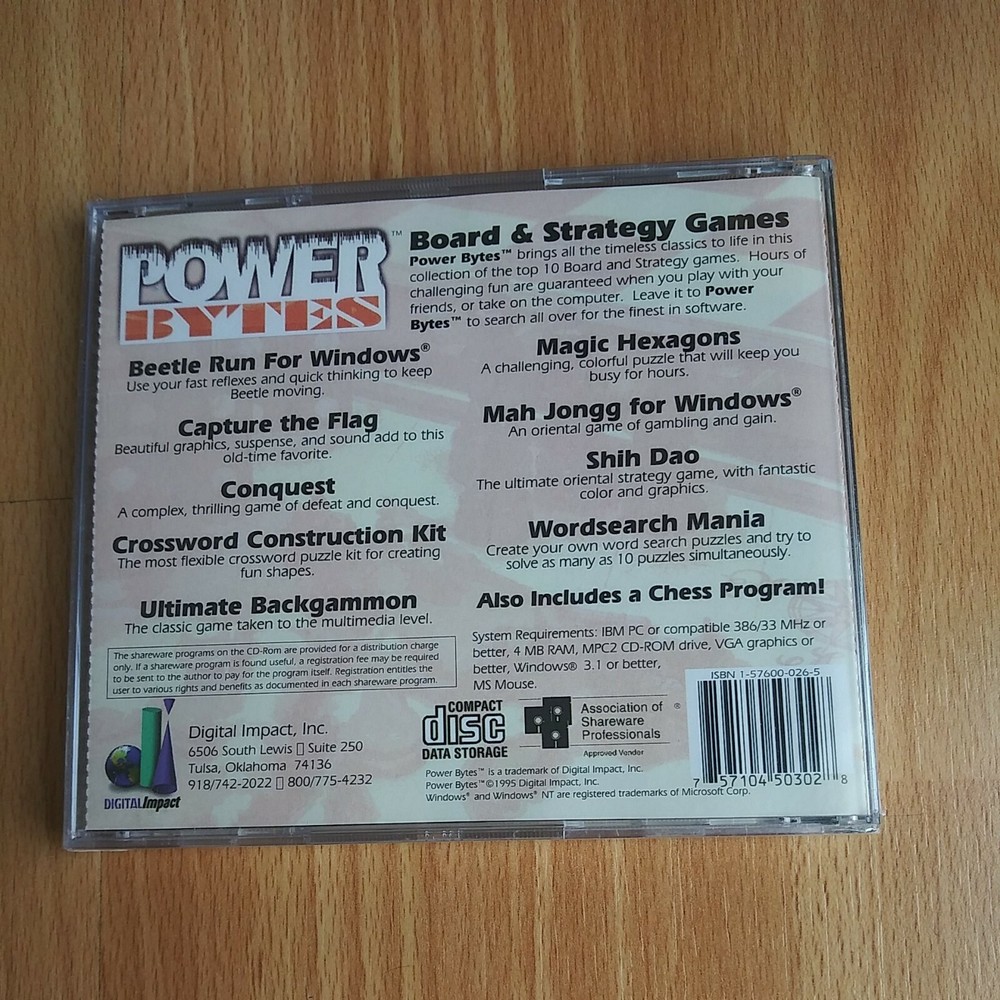 POWER
BYTES
™
Board & Strategy Games
Power Bytes™ brings all the timeless classics to life in this
collection of the top 10 Board and Strategy games. Hours of
challenging fun are guaranteed when you play with your
friends, or take on the computer. Leave it to Power
Bytes™ to search all over for the finest in software.
Beetle Run For Windows®
Use your fast reflexes and quick thinking to keep
Beetle moving.
Capture the Flag
Beautiful graphics, suspense, and sound add to this
old-time favorite.
Conquest
A complex, thrilling game of defeat and conquest.
Crossword Construction Kit
The most flexible crossword puzzle kit for creating
fun shapes.
Ultimate Backgammon
The classic game taken to the multimedia level.
Magic Hexagons
A challenging, colorful puzzle that will keep you
busy for hours.
Mah Jongg for Windows®
An oriental game of gambling and gain.
Shih Dao
The ultimate oriental strategy game, with fantastic
color and graphics.
Wordsearch Mania
Create your own word search puzzles and try to
solve as many as 10 puzzles simultaneously.
Also Includes a Chess Program!
The shareware programs on the CD-Rom are provided for a distribution charge
only. If a shareware program is found useful, a registration fee may be required
to be sent to the author to pay for the program itself. Registration entitles the
user to various rights and benefits as documented in each shareware program.
System Requirements: IBM PC or compatible 386/33 MHz or
better, 4 MB RAM, MPC2 CD-ROM drive, VGA graphics or
better, Windows® 3.1 or better,
MS Mouse.
DIGITAL Impact
Digital Impact, Inc.
6506 South Lewis ▯ Suite 250
Tulsa, Oklahoma 74136
918/742-2022 ▯ 800/775-4232
COMPACT
disc
DATA STORAGE
Association of
Shareware
Professionals
®
Approved Vendor
Power Bytes™ is a trademark of Digital Impact, Inc.
Power Bytes™ ©1995 Digital Impact, Inc.
Windows® and Windows® NT are registered trademarks of Microsoft Corp.
ISBN 1-57600-026-5
7 57104 50302 8